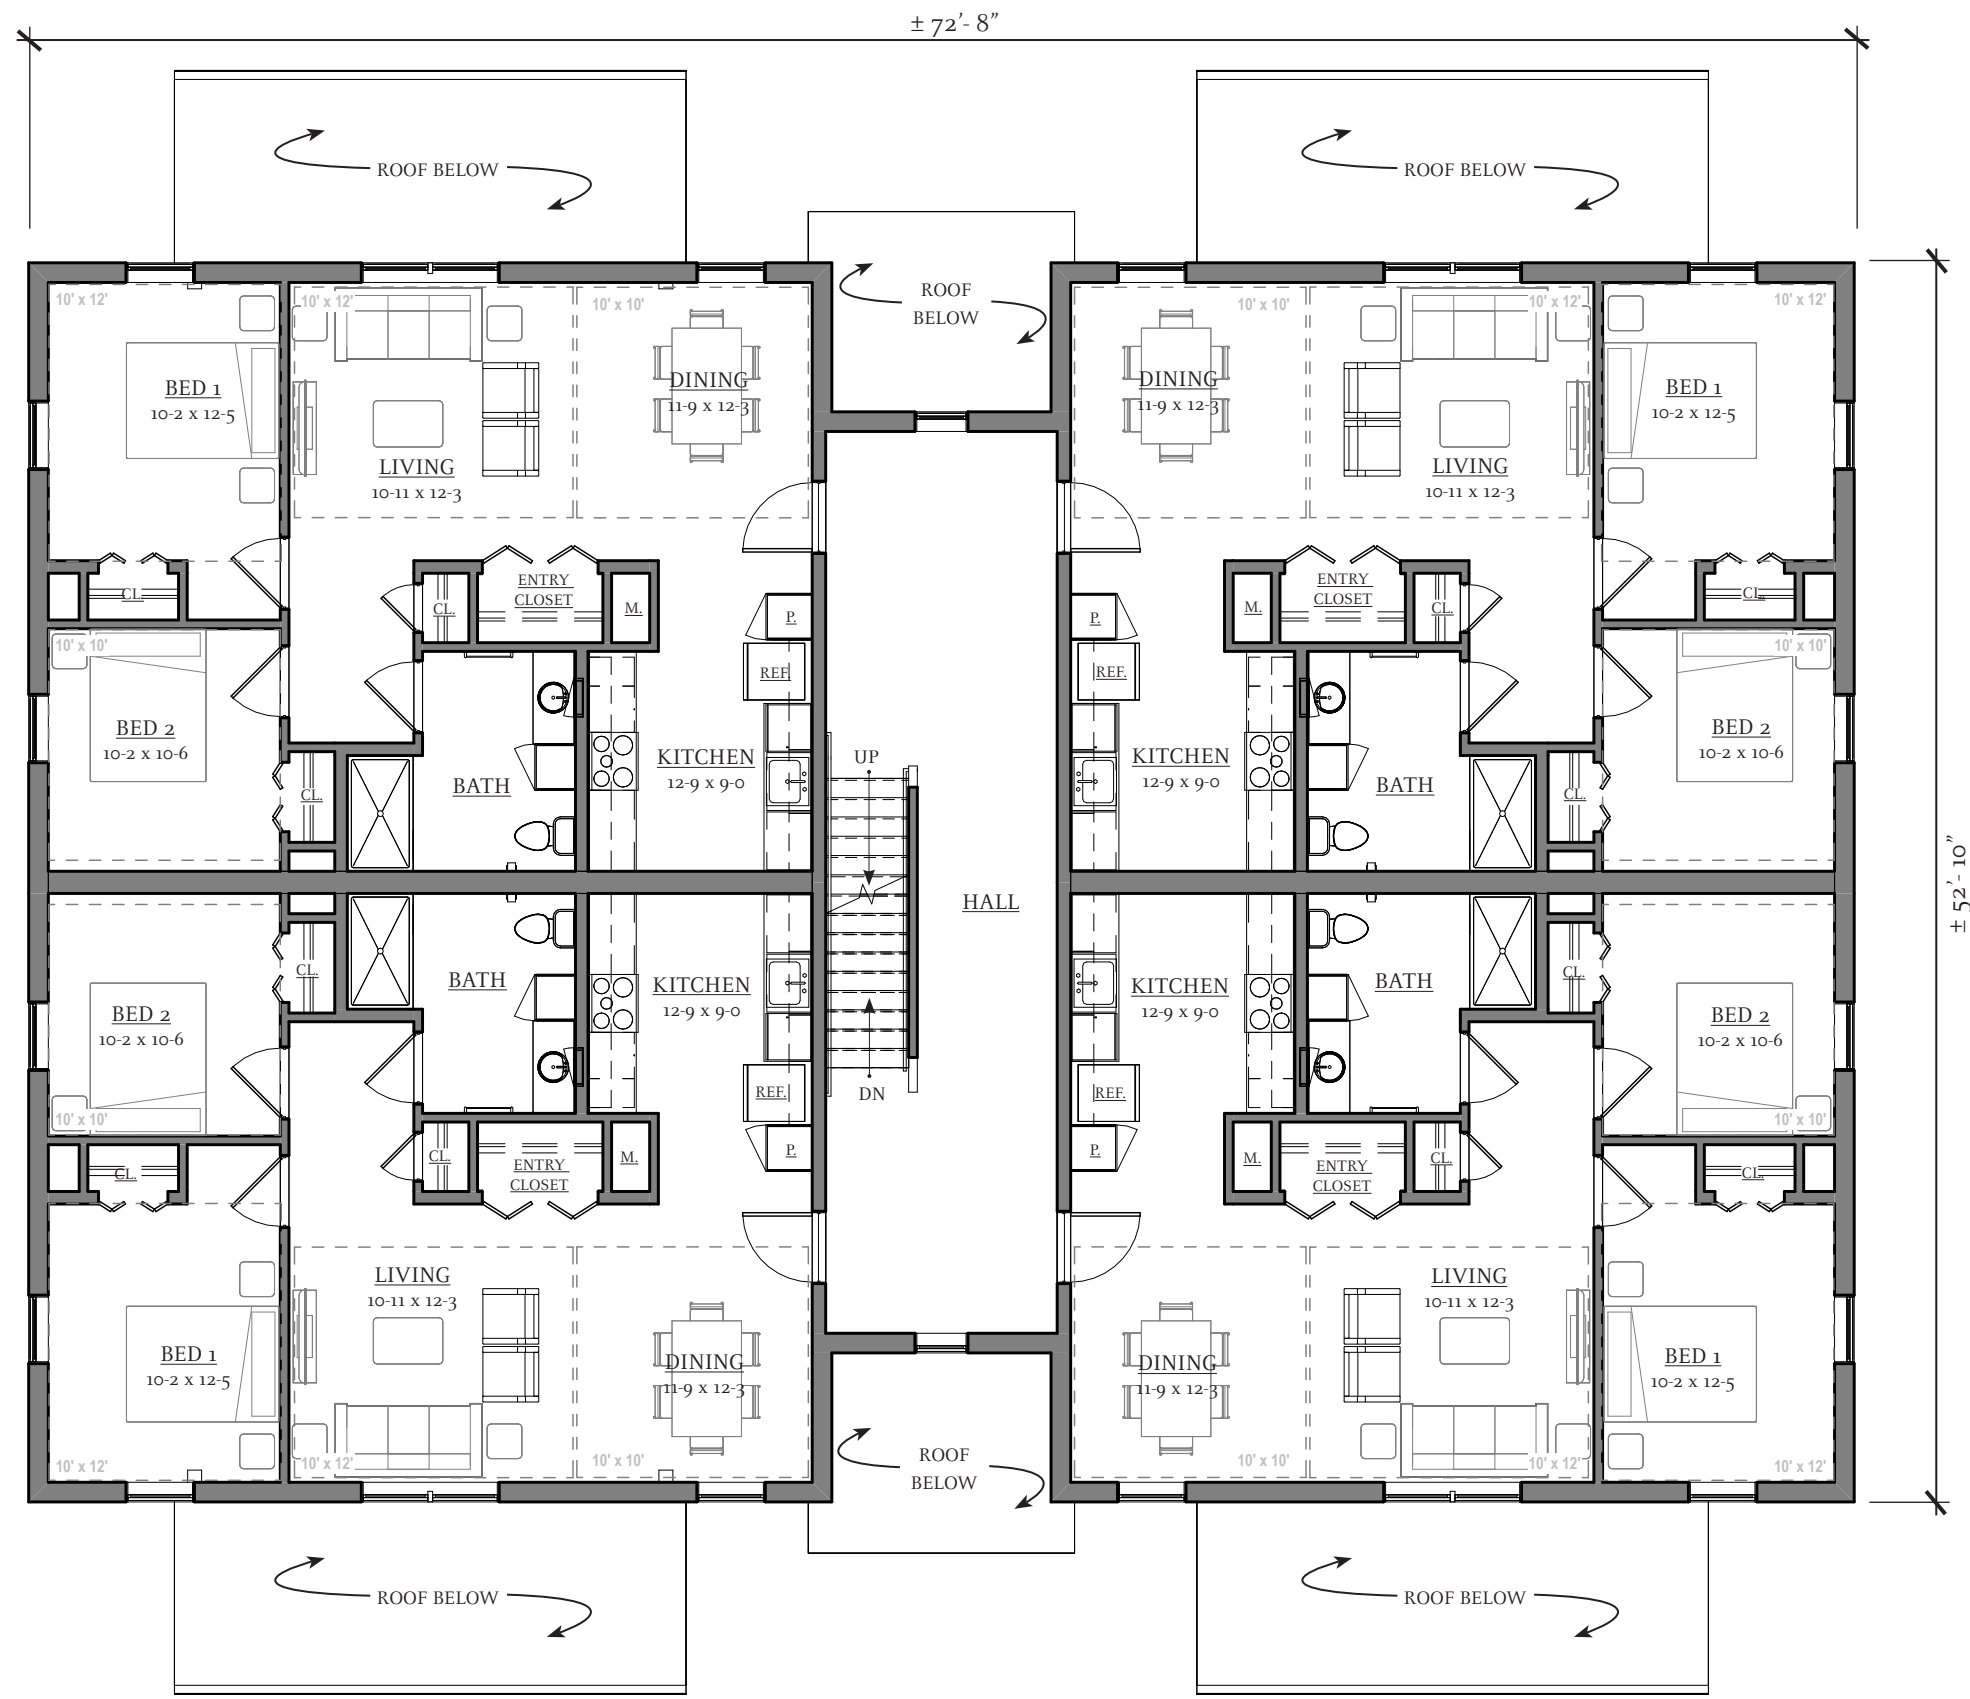 ± 72'- 8"
ROOF BELOW
ROOF BELOW
ROOF
BELOW
10' x 12'
10' x 12'
10' x 10'
10' x 10'
10' x 12'
10' x 12'
BED 1
10-2 x 12-5
LIVING
10-11 x 12-3
DINING
11-9 x 12-3
DINING
11-9 x 12-3
LIVING
10-11 x 12-3
BED 1
10-2 x 12-5
CL.
CL.
ENTRY
CLOSET
M.
P.
P.
M.
ENTRY
CLOSET
CL.
CL.
10' x 10'
REF.
REF.
10' x 10'
BED 2
10-2 x 10-6
CL.
BATH
KITCHEN
12-9 x 9-0
UP
KITCHEN
12-9 x 9-0
BATH
CL.
BED 2
10-2 x 10-6
HALL
± 52'- 10"
BED 2
10-2 x 10-6
CL.
BATH
KITCHEN
12-9 x 9-0
DN
KITCHEN
12-9 x 9-0
BATH
CL.
BED 2
10-2 x 10-6
10' x 10'
REF.
REF.
10' x 10'
CL.
CL.
ENTRY
CLOSET
M.
P.
P.
M.
ENTRY
CLOSET
CL.
CL.
BED 1
10-2 x 12-5
LIVING
10-11 x 12-3
DINING
11-9 x 12-3
DINING
11-9 x 12-3
LIVING
10-11 x 12-3
BED 1
10-2 x 12-5
10' x 12'
10' x 12'
10' x 10'
10' x 10'
10' x 12'
10' x 12'
ROOF
BELOW
ROOF BELOW
ROOF BELOW